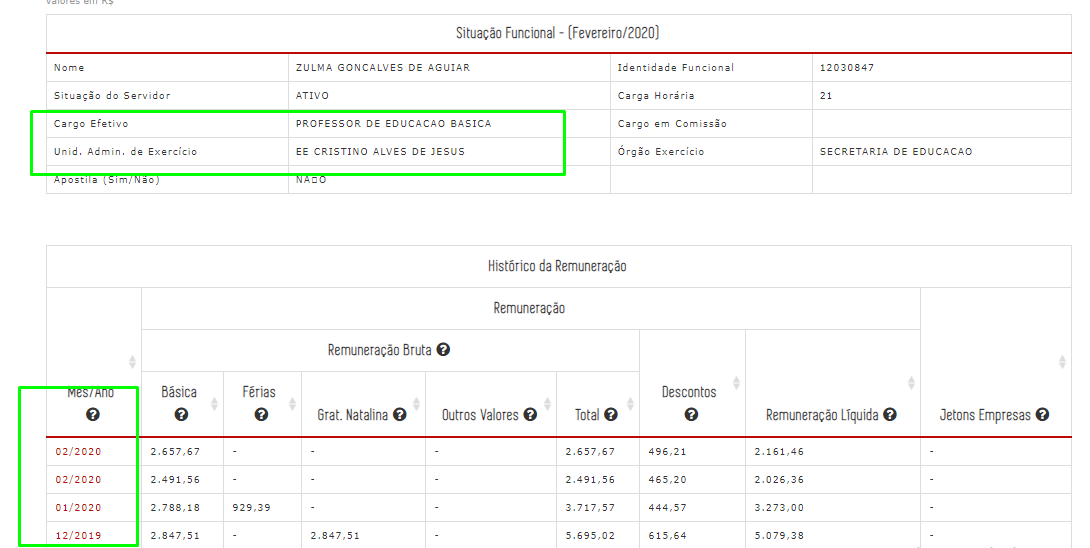 Valores em R$
Situação Funcional - (Fevereiro/2020)
Nome ZULMA GONCALVES DE AGUIAR Identidade Funcional 12030847
Situação do Servidor ATIVO Carga Horária 21
Cargo Efetivo PROFESSOR DE EDUCACAO BASICA Cargo em Comissão
Unid. Admin. de Exercício EE CRISTINO ALVES DE JESUS Órgão Exercício SECRETARIA DE EDUCACAO
Apostila (Sim/Não) NA□O
Histórico da Remuneração
Remuneração
Remuneração Bruta ?
Mês/Ano ? Básica ? Férias ? Grat. Natalina ? Outros Valores ? Total ? Descontos ? Remuneração Líquida ? Jetons Empresas ?
02/2020 2.657,67 - - - 2.657,67 496,21 2.161,46 -
02/2020 2.491,56 - - - 2.491,56 465,20 2.026,36 -
01/2020 2.788,18 929,39 - - 3.717,57 444,57 3.273,00 -
12/2019 2.847,51 - 2.847,51 - 5.695,02 615,64 5.079,38 -